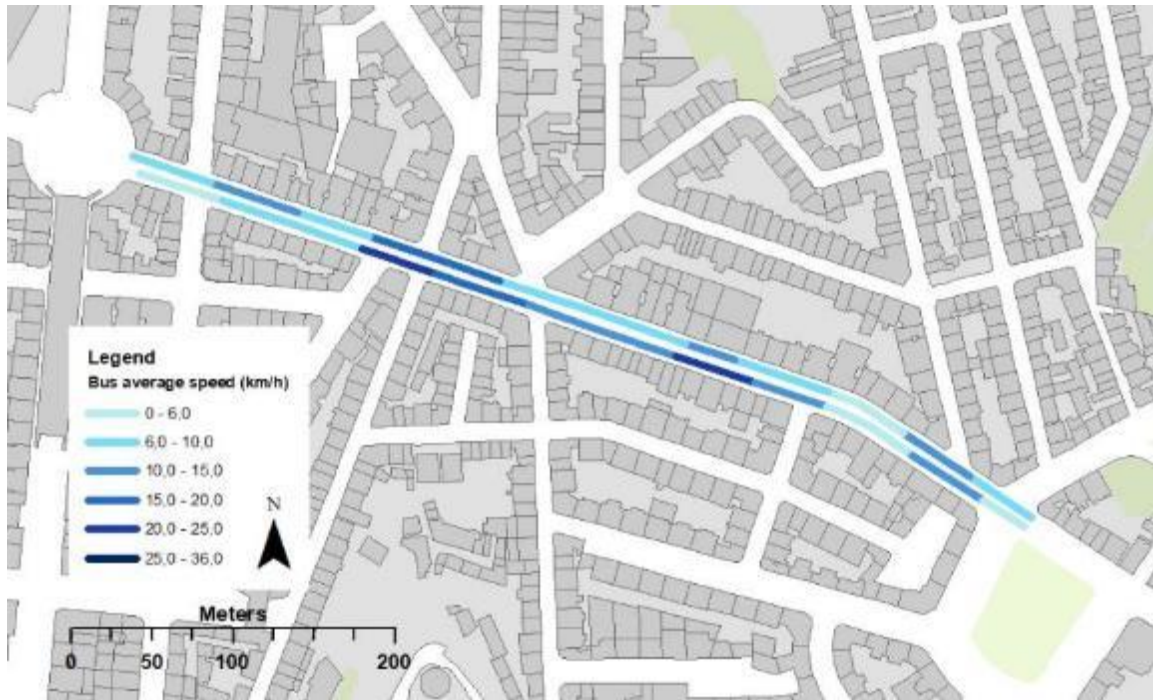 Legend
Bus average speed (km/h)
0 - 6,0
6,0 - 10,0
10,0 - 15,0
15,0 - 20,0
20,0 - 25,0
25,0 - 36,0
N
Meters
0 50 100 200